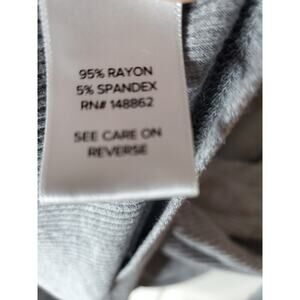 95% RAYON
5% SPANDEX
RN# 148862
SEE CARE ON
REVERSE